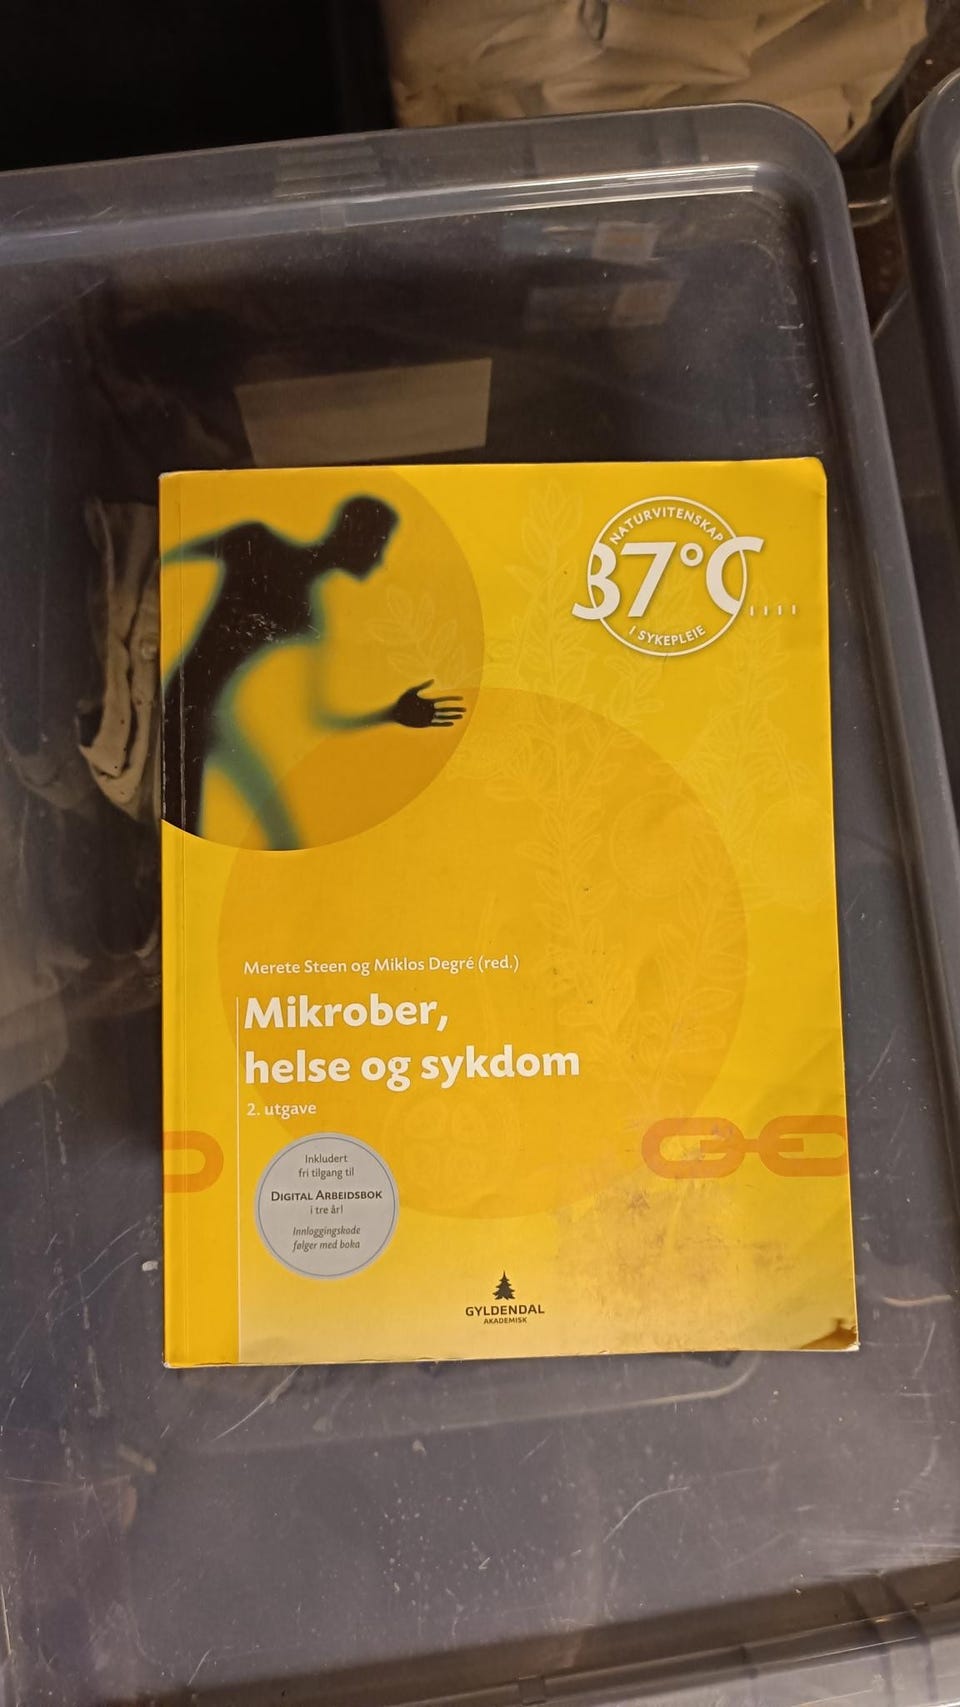 NATURVITENSKAP
37°C
I SYKEPLEIE
Merete Steen og Miklos Degré (red.)
Mikrober,
helse og sykdom
2. utgave
Inkludert
fri tilgang til
DIGITAL ARBEIDSBOK
i tre år!
Innloggingskode
følger med boka
GYLDENDAL
AKADEMISK